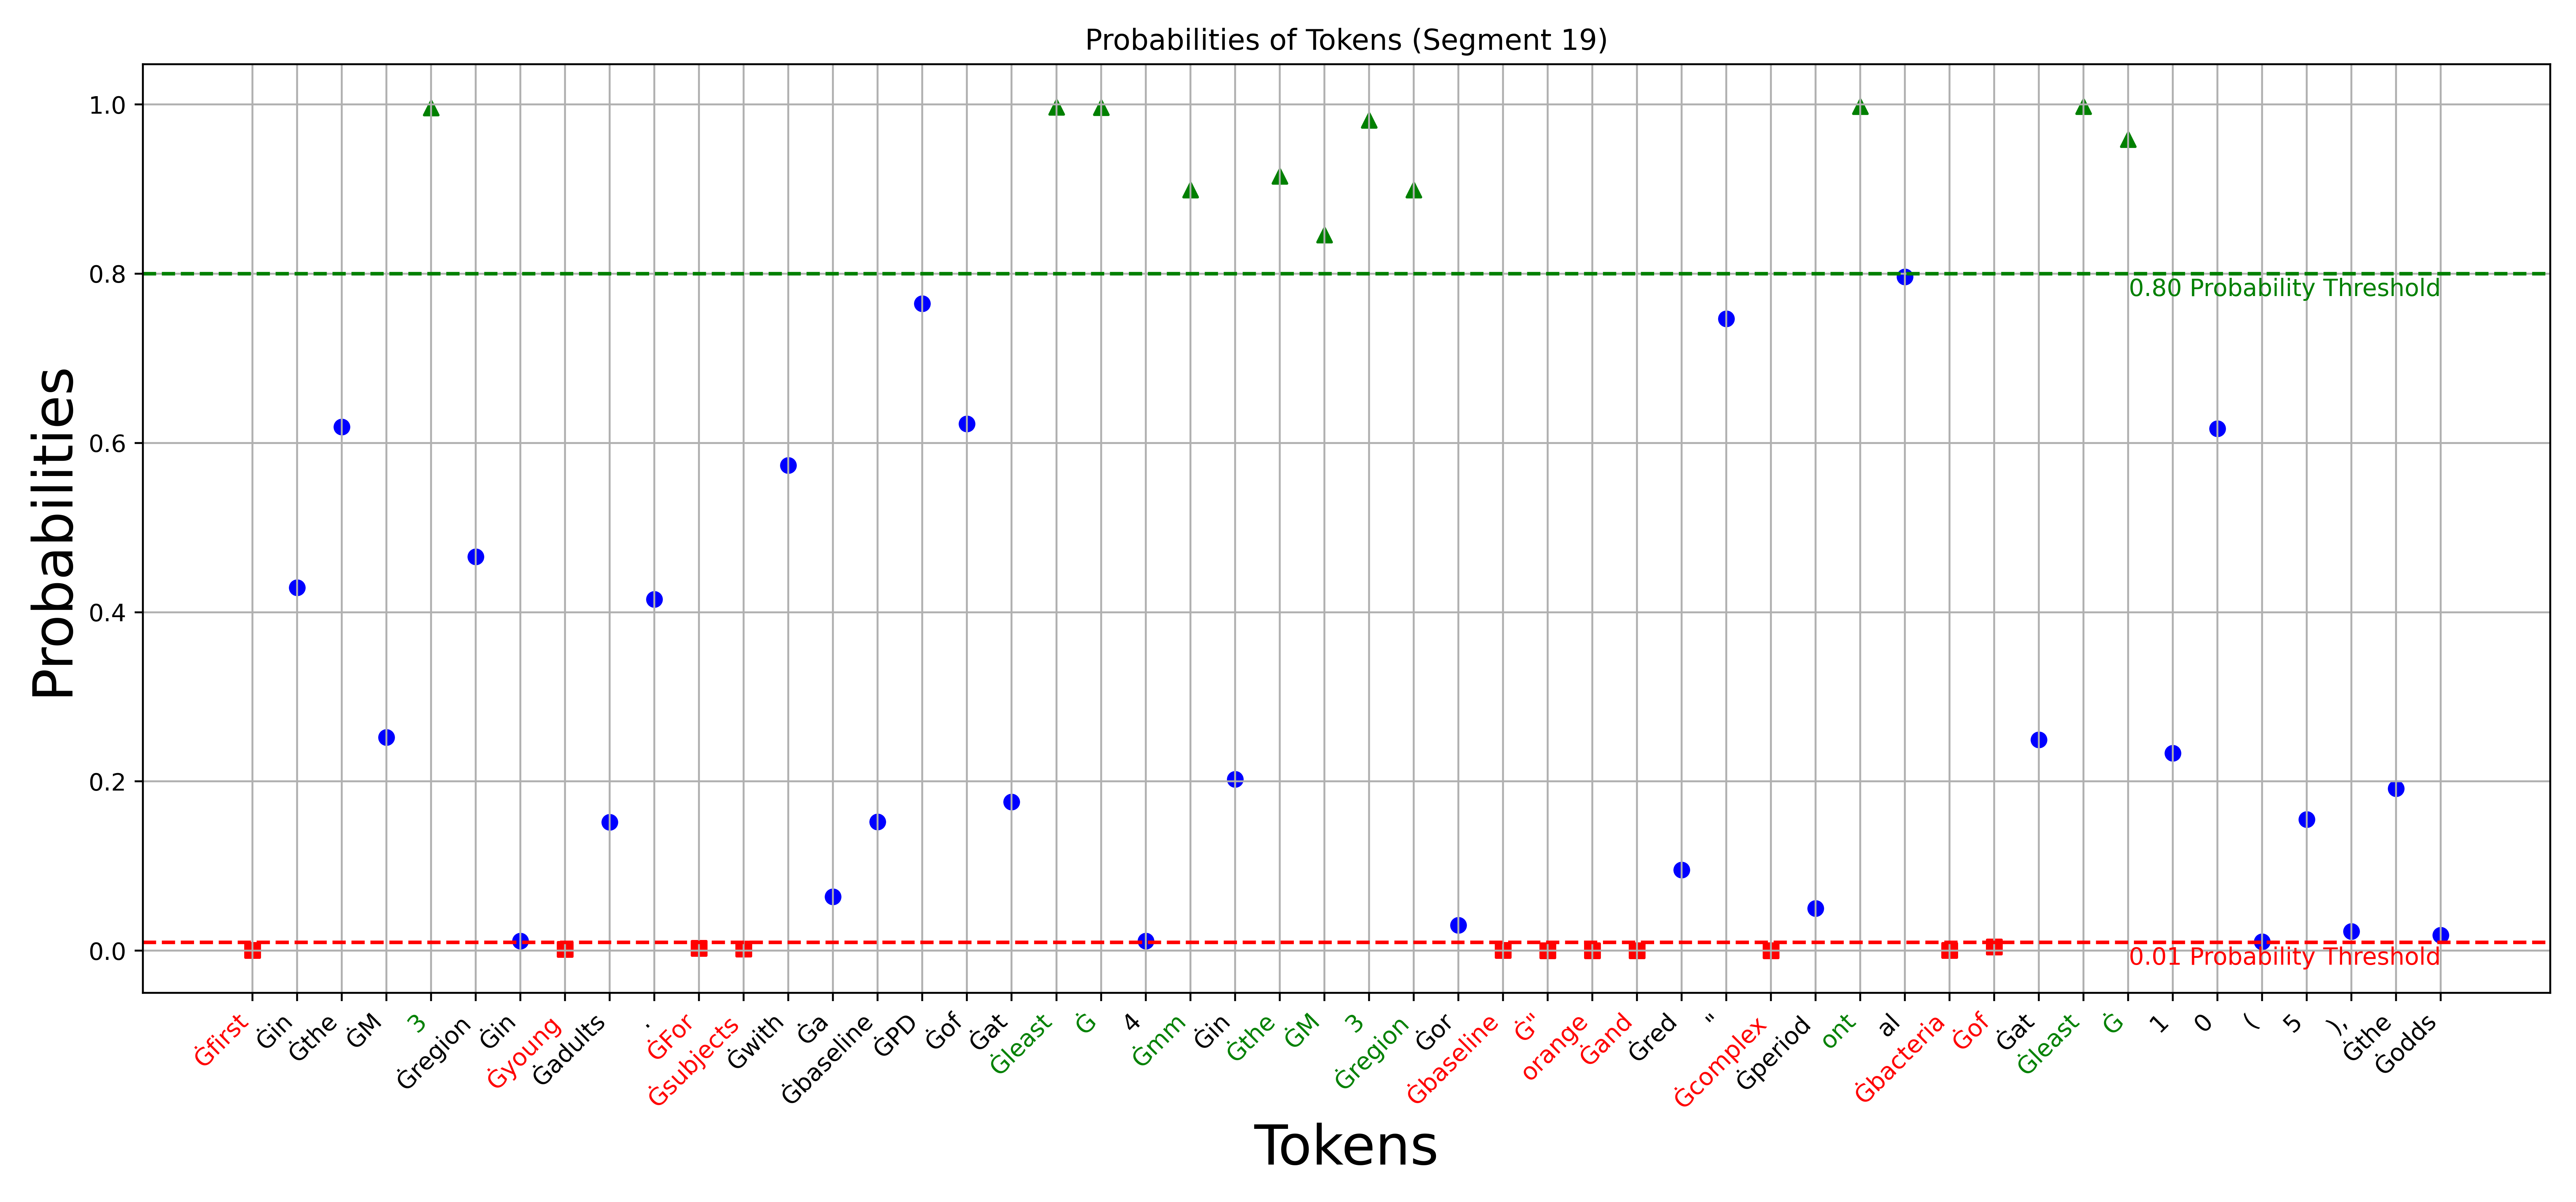 Probabilities of Tokens (Segment 19)
Probabilities
1.0
0.8
0.6
0.4
0.2
0.0
0.80 Probability Threshold
0.01 Probability Threshold
Ġfirst
Ġin
Ġthe
ĠM
3
Ġregion
Ġin
Ġyoung
Ġadults
.
ĠFor
Ġsubjects
Ġwith
Ġa
Ġbaseline
ĠPD
Ġof
Ġat
Ġleast
Ġ
4
Ġmm
Ġin
Ġthe
ĠM
3
Ġregion
Ġor
Ġbaseline
Ġ"
orange
Ġand
Ġred
"
Ġcomplex
Ġperiod
ont
al
Ġbacteria
Ġof
Ġat
Ġleast
Ġ
1
0
(
5
),
Ġthe
Ġodds
Tokens